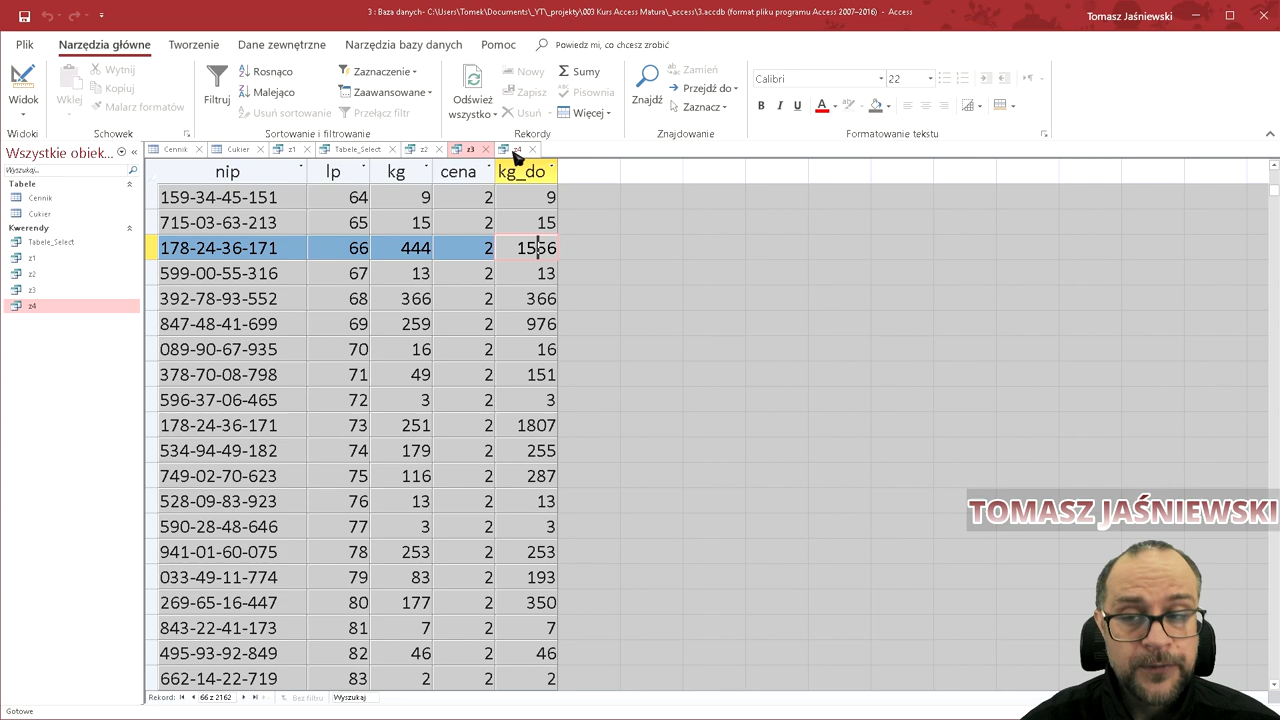 3 : Baza danych- C:\Users\Tomek\Documents\_YT\_projekty\003 Kurs Access Matura\_access\3.accdb (format pliku programu Access 2007–2016) - Access
Tomasz Jaśniewski
Plik Narzędzia główne Tworzenie Dane zewnętrzne Narzędzia bazy danych Pomoc Powiedz mi, co chcesz zrobić
Widok
Widoki
Wklej
Wytnij
Kopiuj
Malarz formatów
Schowek
Filtruj
Rosnąco
Malejąco
Usuń sortowanie
Zaznaczenie
Zaawansowane
Przełącz filtr
Sortowanie i filtrowanie
Odśwież
wszystko
Nowy
Zapisz
Usuń
Sumy
Pisownia
Więcej
Rekordy
Znajdź
Zamień
Przejdź do
Zaznacz
Znajdowanie
Calibri 22
B I U A
Formatowanie tekstu
Wszystkie obiek...
Wyszukaj...
Tabele
Cennik
Cukier
Kwerendy
Tabele_Select
z1
z2
z3
z4
Cennik Cukier z1 Tabele_Select z2 z3 z4
nip lp kg cena kg_do
159-34-45-151 64 9 2 9
715-03-63-213 65 15 2 15
178-24-36-171 66 444 2 1556
599-00-55-316 67 13 2 13
392-78-93-552 68 366 2 366
847-48-41-699 69 259 2 976
089-90-67-935 70 16 2 16
378-70-08-798 71 49 2 151
596-37-06-465 72 3 2 3
178-24-36-171 73 251 2 1807
534-94-49-182 74 179 2 255
749-02-70-623 75 116 2 287
528-09-83-923 76 13 2 13
590-28-48-646 77 3 2 3
941-01-60-075 78 253 2 253
033-49-11-774 79 83 2 193
269-65-16-447 80 177 2 350
843-22-41-173 81 7 2 7
495-93-92-849 82 46 2 46
662-14-22-719 83 2 2 2
TOMASZ JAŚNIEWSKI
Rekord: 66 z 2162 Bez filtru Wyszukaj
Gotowe